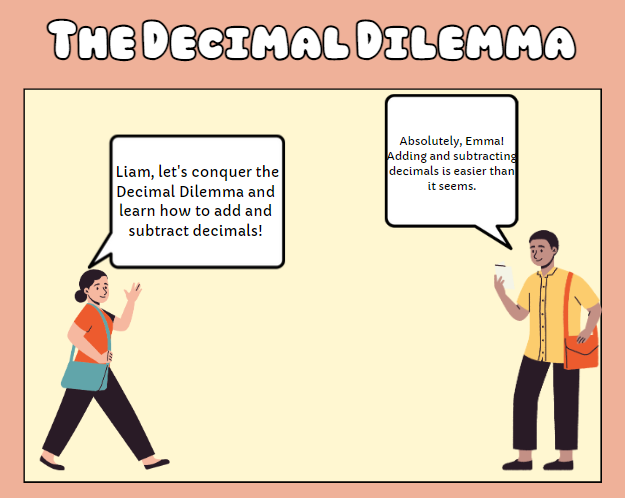 The Decimal Dilemma
Liam, let's conquer the
Decimal Dilemma and
learn how to add and
subtract decimals!
Absolutely, Emma!
Adding and subtracting
decimals is easier than
it seems.